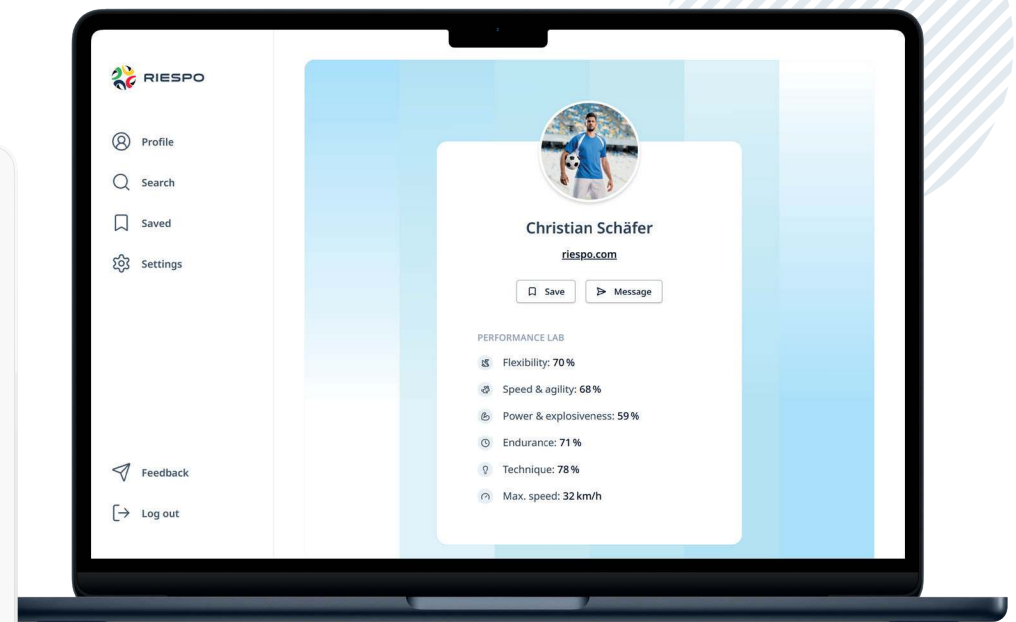 RIESPO
Profile
Search
Saved
Settings
Feedback
Log out
Christian Schäfer
riespo.com
Save
Message
PERFORMANCE LAB
Flexibility: 70 %
Speed & agility: 68 %
Power & explosiveness: 59 %
Endurance: 71 %
Technique: 78 %
Max. speed: 32 km/h